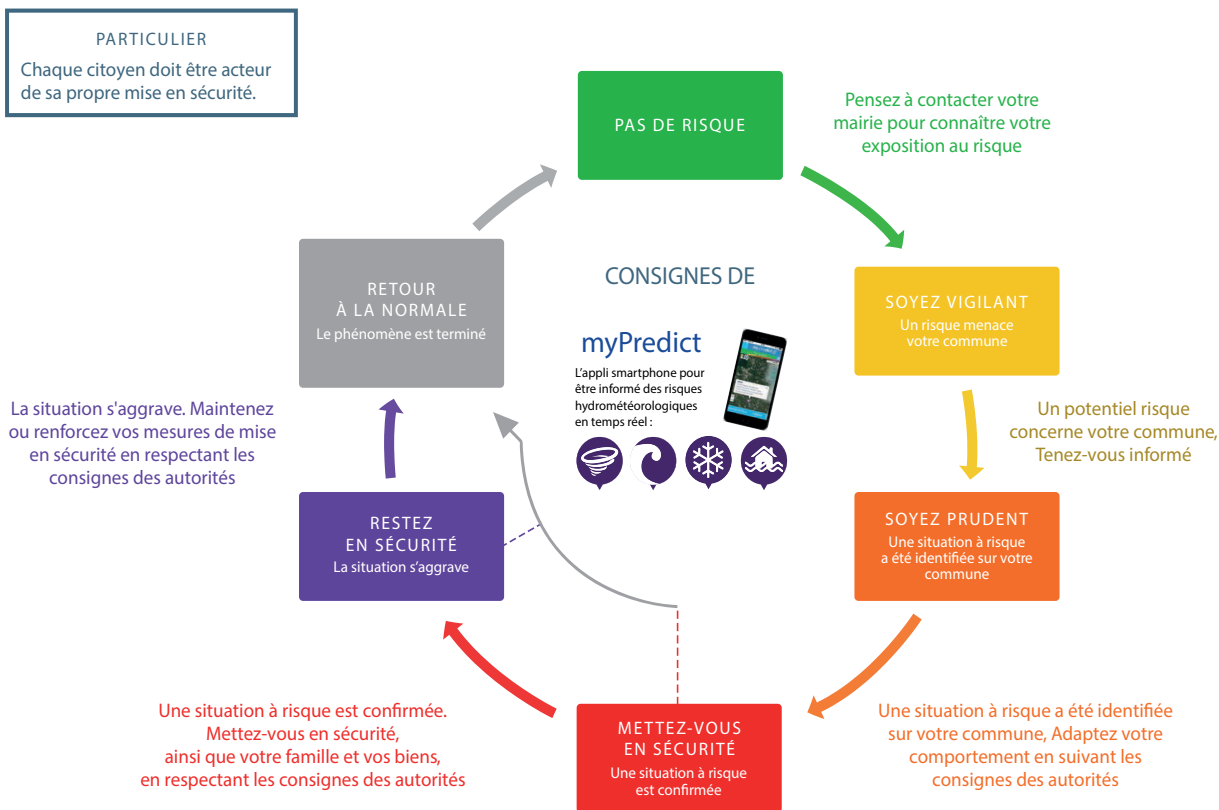 PARTICULIER
Chaque citoyen doit être acteur
de sa propre mise en sécurité.
PAS DE RISQUE
Pensez à contacter votre
mairie pour connaître votre
exposition au risque
SOYEZ VIGILANT
Un risque menace
votre commune
Un potentiel risque
concerne votre commune,
Tenez-vous informé
SOYEZ PRUDENT
Une situation à risque
a été identifiée sur votre
commune
Une situation à risque a été identifiée
sur votre commune, Adaptez votre
comportement en suivant les
consignes des autorités
METTEZ-VOUS
EN SÉCURITÉ
Une situation à risque
est confirmée
Une situation à risque est confirmée.
Mettez-vous en sécurité,
ainsi que votre famille et vos biens,
en respectant les consignes des autorités
RESTEZ
EN SÉCURITÉ
La situation s’aggrave
La situation s'aggrave. Maintenez
ou renforcez vos mesures de mise
en sécurité en respectant les
consignes des autorités
RETOUR
À LA NORMALE
Le phénomène est terminé
CONSIGNES DE
myPredict
L’appli smartphone pour
être informé des risques
hydrométéorologiques
en temps réel :